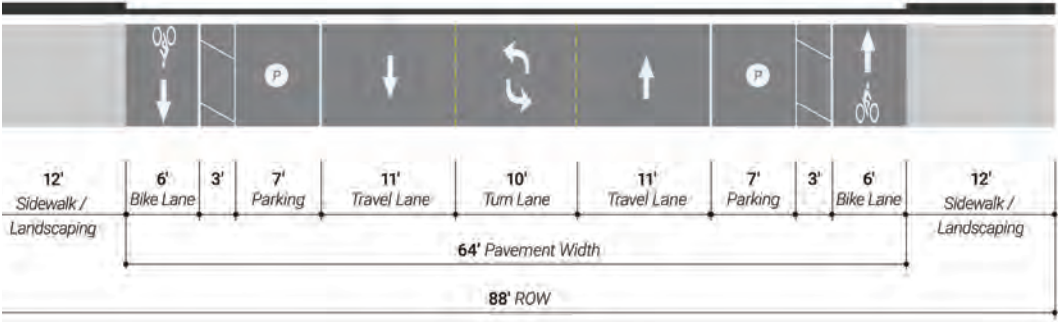 P
P
12' 6' 3' 7' 11' 10' 11' 7' 3' 6' 12'
Sidewalk / Bike Lane Parking Travel Lane Turn Lane Travel Lane Parking Bike Lane Sidewalk /
Landscaping Landscaping
64' Pavement Width
88' ROW